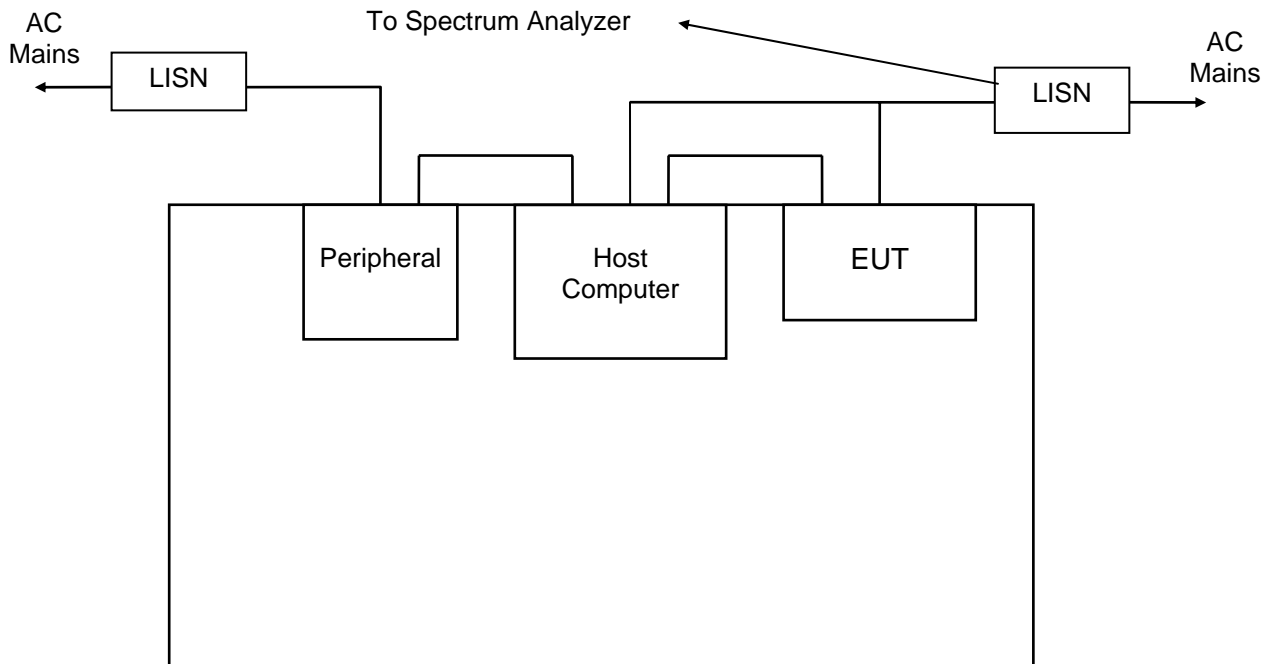 AC
Mains
To Spectrum Analyzer
AC
Mains
LISN
LISN
Peripheral
Host
Computer
EUT